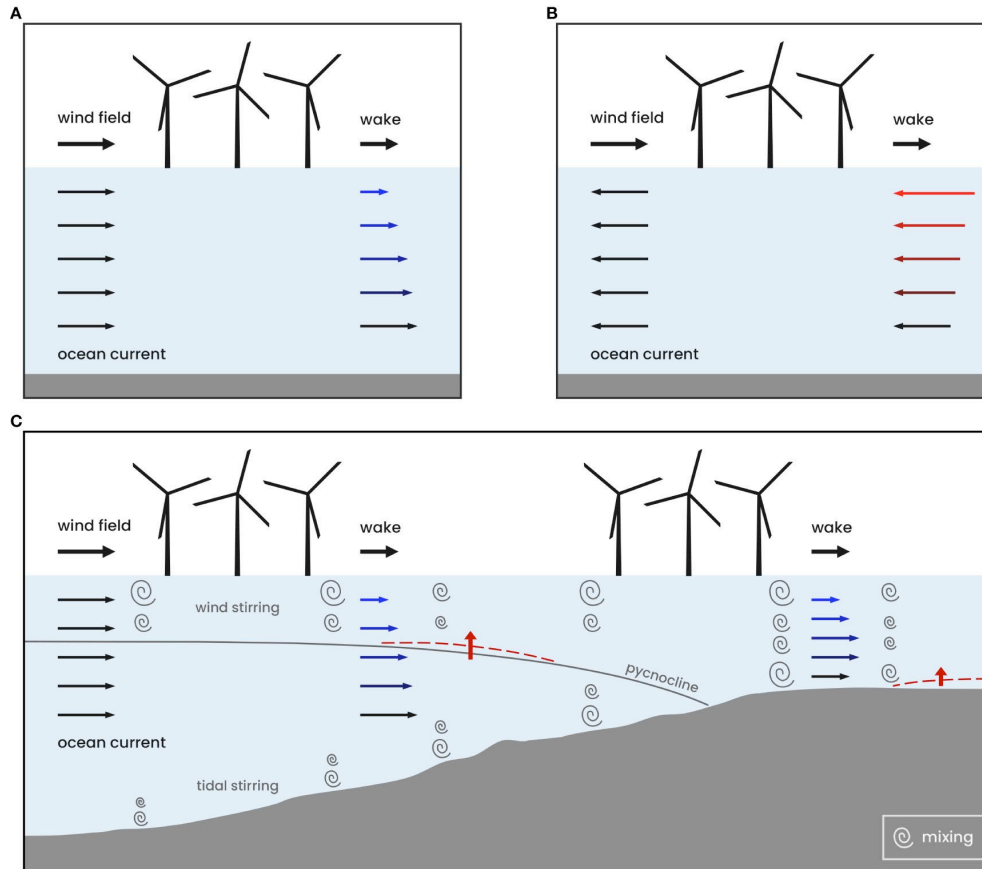 A
B
wind field
wake
wind field
wake
ocean current
ocean current
C
wind field
wake
wind stirring
pycnocline
ocean current
tidal stirring
mixing